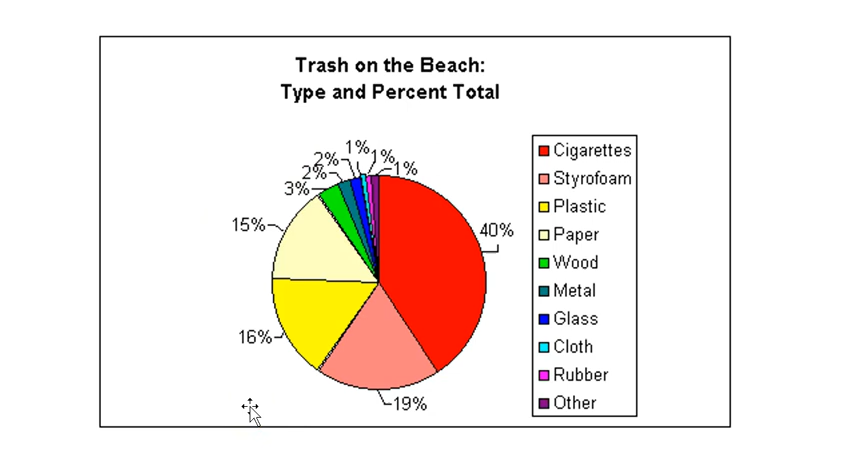 Trash on the Beach:
Type and Percent Total
1%
1%
1%
2%
2%
3%
15%
40%
16%
19%
Cigarettes
Styrofoam
Plastic
Paper
Wood
Metal
Glass
Cloth
Rubber
Other